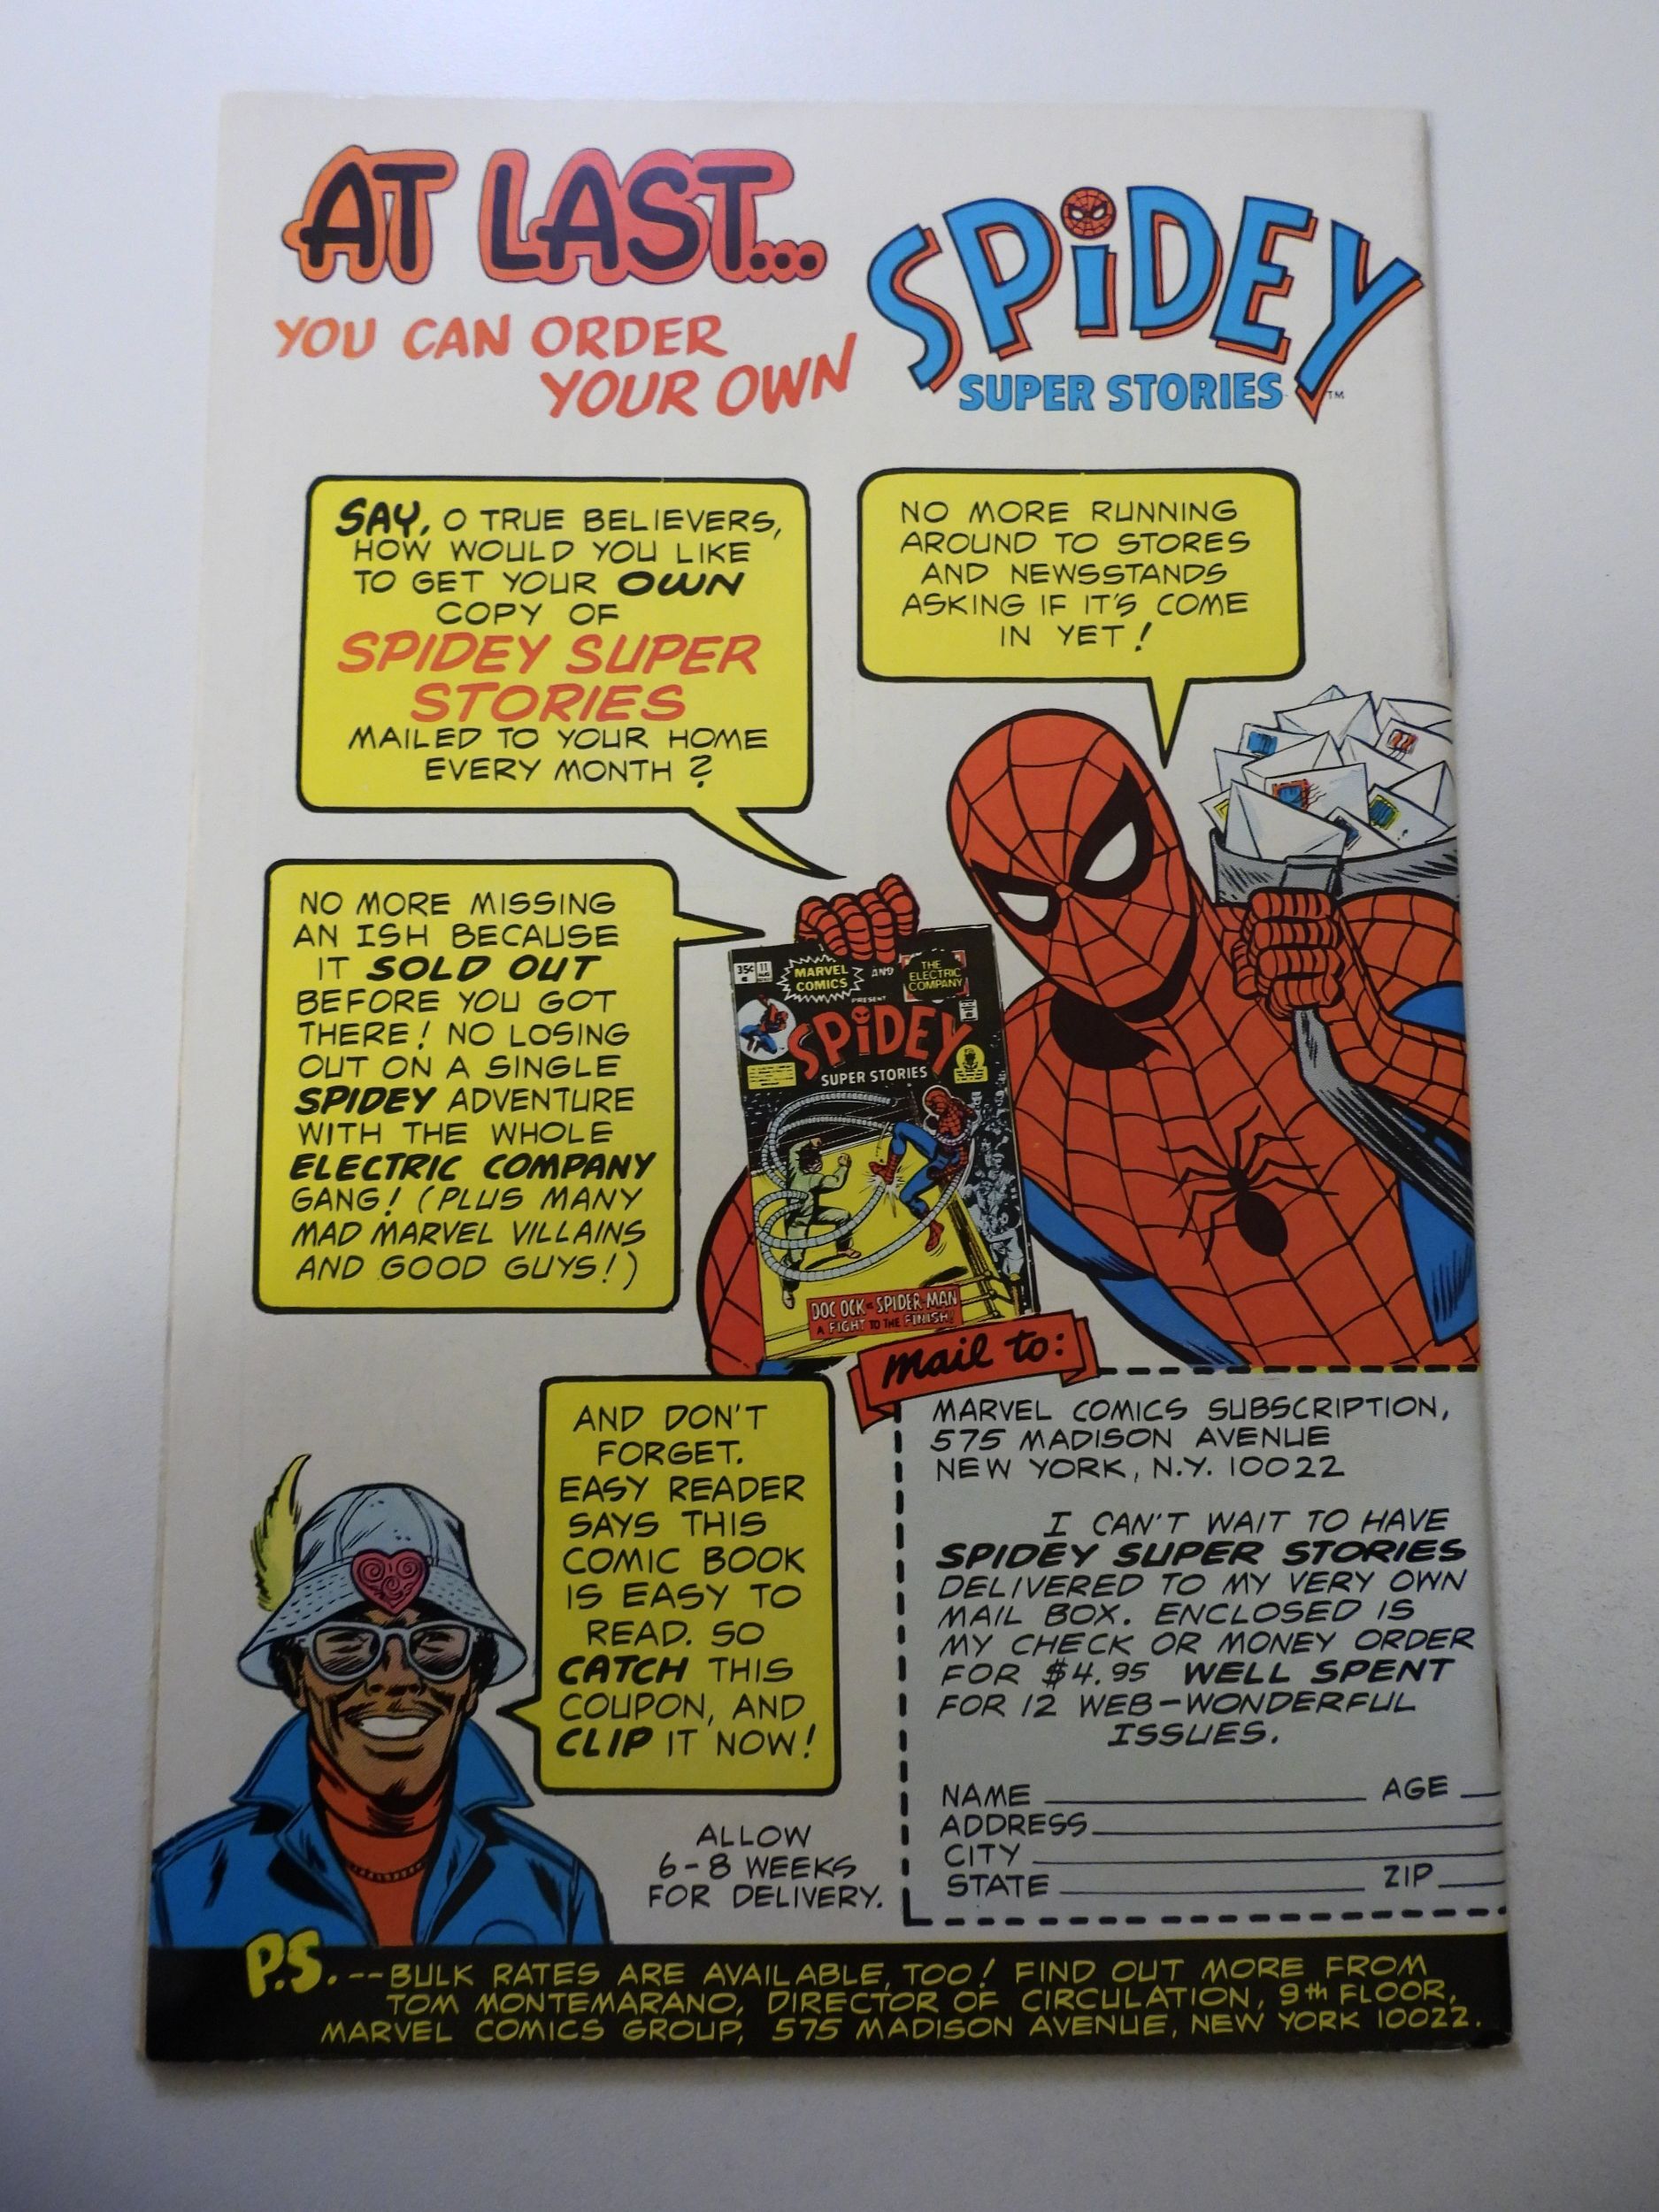 AT LAST...
YOU CAN ORDER
YOUR OWN
SPIDEY
SUPER STORIES TM
SAY, O TRUE BELIEVERS,
HOW WOULD YOU LIKE
TO GET YOUR OWN
COPY OF
SPIDEY SUPER
STORIES
MAILED TO YOUR HOME
EVERY MONTH?
NO MORE RUNNING
AROUND TO STORES
AND NEWSSTANDS
ASKING IF IT'S COME
IN YET!
NO MORE MISSING
AN ISH BECAUSE
IT SOLD OUT
BEFORE YOU GOT
THERE! NO LOSING
OUT ON A SINGLE
SPIDEY ADVENTURE
WITH THE WHOLE
ELECTRIC COMPANY
GANG! (PLUS MANY
MAD MARVEL VILLAINS
AND GOOD GUYS!)
35¢ 11
MARVEL
COMICS
AND
THE
ELECTRIC
COMPANY
PRESENT
SPIDEY
SUPER STORIES
DOC OCK SPIDER MAN
A FIGHT TO THE FINISH!
AND DON'T
FORGET.
EASY READER
SAYS THIS
COMIC BOOK
IS EASY TO
READ. SO
CATCH THIS
COUPON, AND
CLIP IT NOW!
ALLOW
6-8 WEEKS
FOR DELIVERY.
Mail to:
MARVEL COMICS SUBSCRIPTION,
575 MADISON AVENUE
NEW YORK, N.Y. 10022
I CAN'T WAIT TO HAVE
SPIDEY SUPER STORIES
DELIVERED TO MY VERY OWN
MAIL BOX. ENCLOSED IS
MY CHECK OR MONEY ORDER
FOR $4.95 WELL SPENT
FOR 12 WEB-WONDERFUL
ISSUES.
NAME AGE
ADDRESS
CITY
STATE ZIP
P.S.--BULK RATES ARE AVAILABLE, TOO! FIND OUT MORE FROM
TOM MONTEMARANO, DIRECTOR OF CIRCULATION, 9th FLOOR,
MARVEL COMICS GROUP, 575 MADISON AVENUE, NEW YORK 10022.